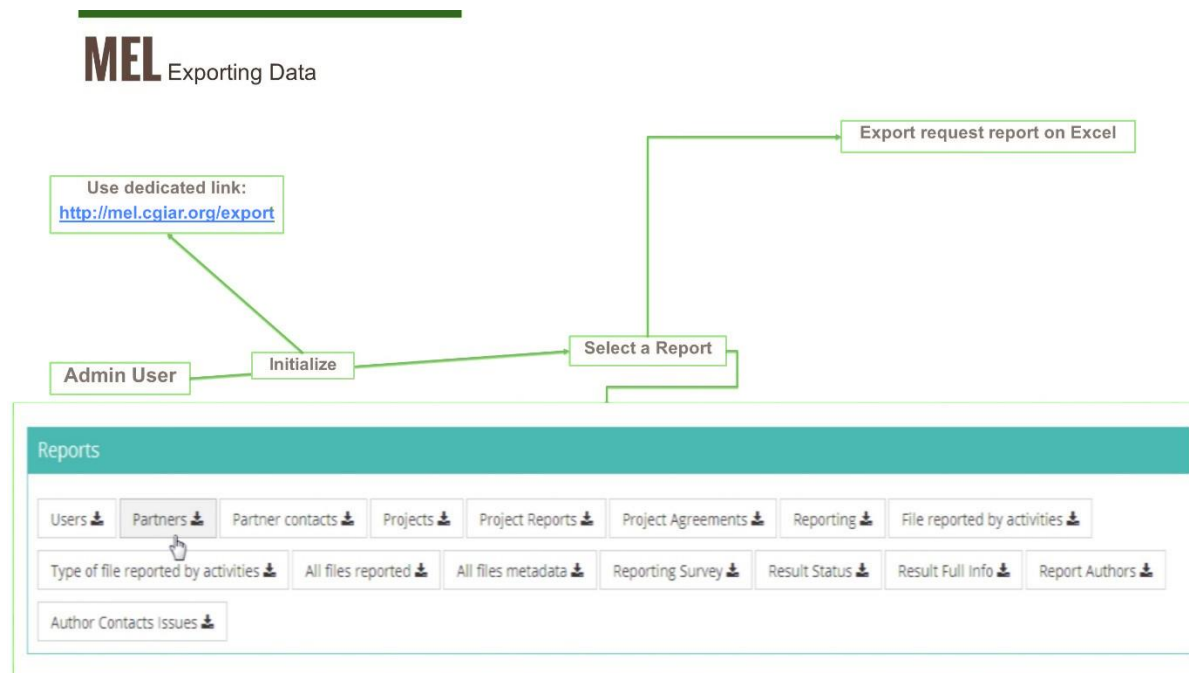 MEL Exporting Data
Export request report on Excel
Use dedicated link:
http://mel.cgiar.org/export
Select a Report
Initialize
Admin User
Reports
Users Partners Partner contacts Projects Project Reports Project Agreements Reporting File reported by activities
Type of file reported by activities All files reported All files metadata Reporting Survey Result Status Result Full Info Report Authors
Author Contacts Issues